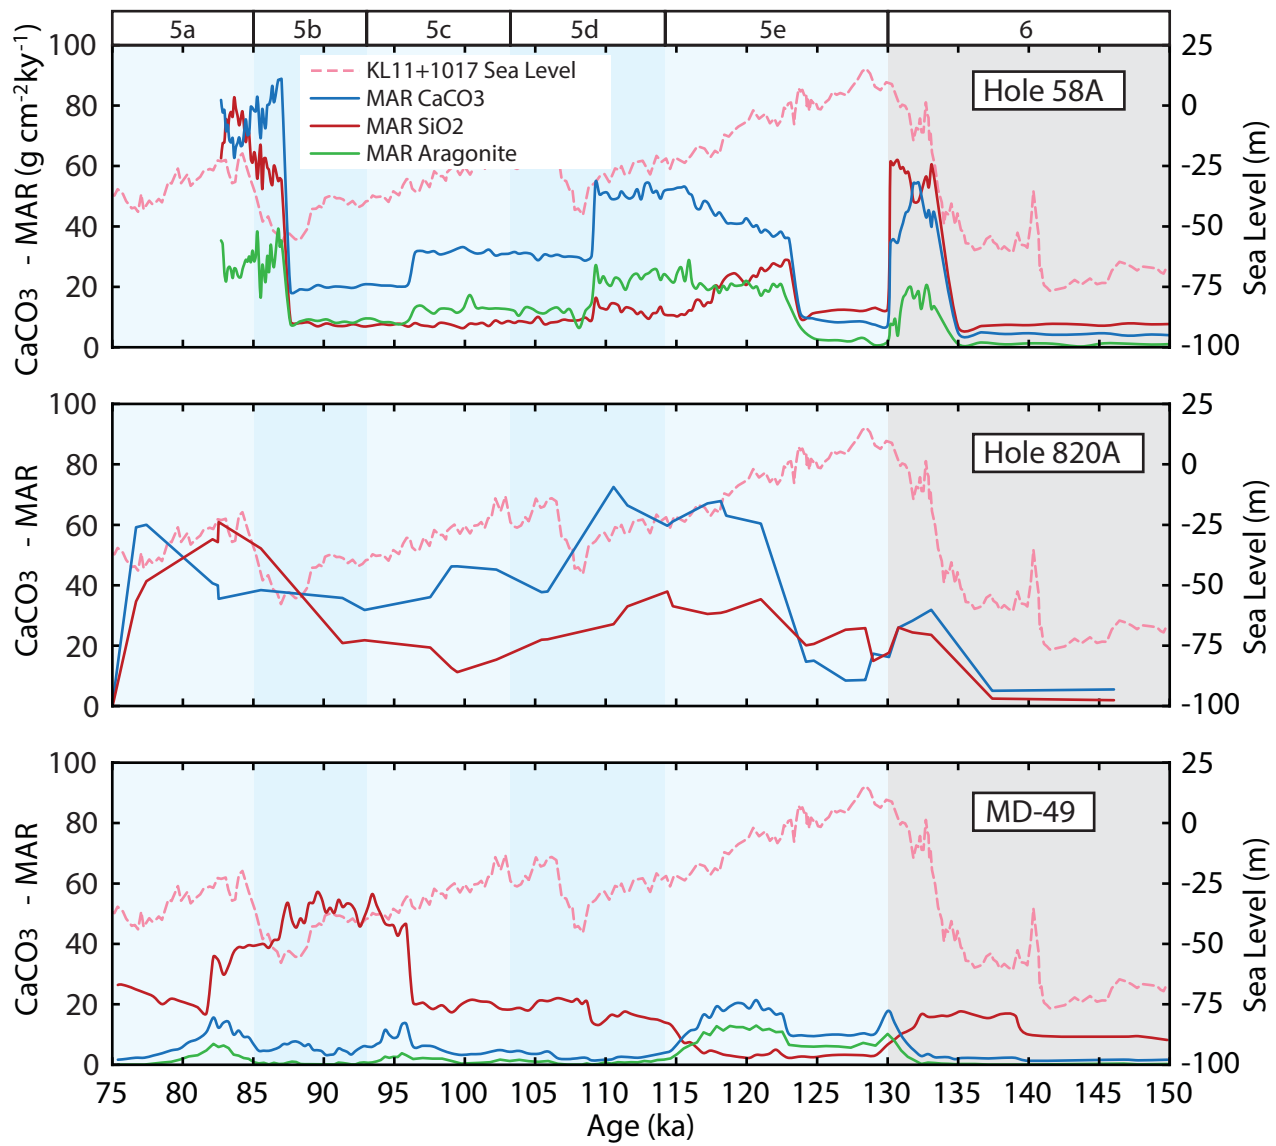 5a 5b 5c 5d 5e 6
100 25
KL11+1017 Sea Level
MAR CaCO3
MAR SiO2
MAR Aragonite
Hole 58A
80 0
60 -25
40 -50
20 -75
0 -100
CaCO3 - MAR (g cm-2ky-1)
Sea Level (m)
100 25
Hole 820A
80 0
60 -25
40 -50
20 -75
0 -100
CaCO3 - MAR
Sea Level (m)
100 25
MD-49
80 0
60 -25
40 -50
20 -75
0 -100
CaCO3 - MAR
Sea Level (m)
75 80 85 90 95 100 105 110 115 120 125 130 135 140 145 150
Age (ka)